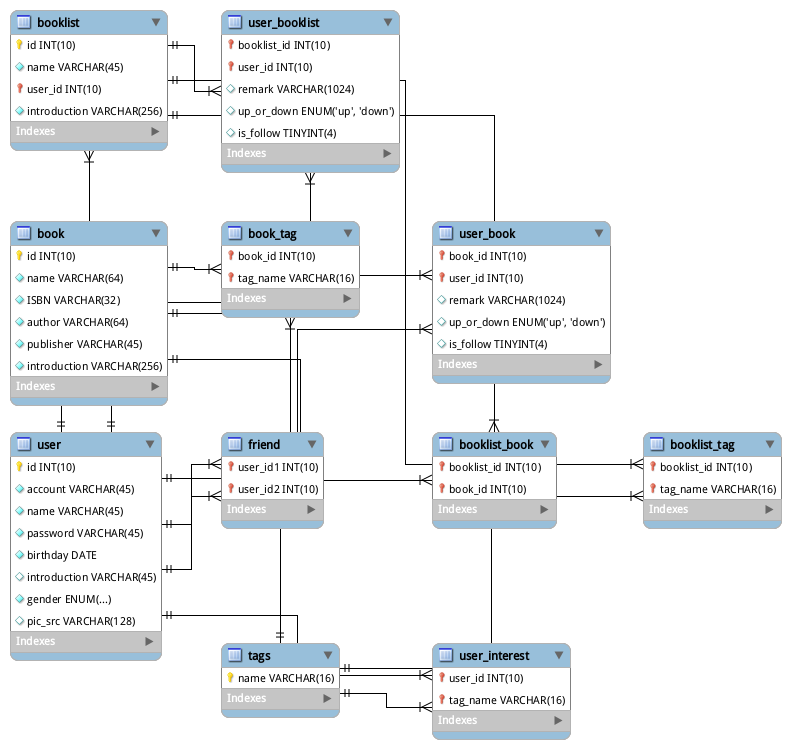 booklist
id INT(10)
name VARCHAR(45)
user_id INT(10)
introduction VARCHAR(256)
Indexes
user_booklist
booklist_id INT(10)
user_id INT(10)
remark VARCHAR(1024)
up_or_down ENUM('up', 'down')
is_follow TINYINT(4)
Indexes
book
id INT(10)
name VARCHAR(64)
ISBN VARCHAR(32)
author VARCHAR(64)
publisher VARCHAR(45)
introduction VARCHAR(256)
Indexes
book_tag
book_id INT(10)
tag_name VARCHAR(16)
Indexes
user_book
book_id INT(10)
user_id INT(10)
remark VARCHAR(1024)
up_or_down ENUM('up', 'down')
is_follow TINYINT(4)
Indexes
user
id INT(10)
account VARCHAR(45)
name VARCHAR(45)
password VARCHAR(45)
birthday DATE
introduction VARCHAR(45)
gender ENUM(...)
pic_src VARCHAR(128)
Indexes
friend
user_id1 INT(10)
user_id2 INT(10)
Indexes
booklist_book
booklist_id INT(10)
book_id INT(10)
Indexes
booklist_tag
booklist_id INT(10)
tag_name VARCHAR(16)
Indexes
tags
name VARCHAR(16)
Indexes
user_interest
user_id INT(10)
tag_name VARCHAR(16)
Indexes